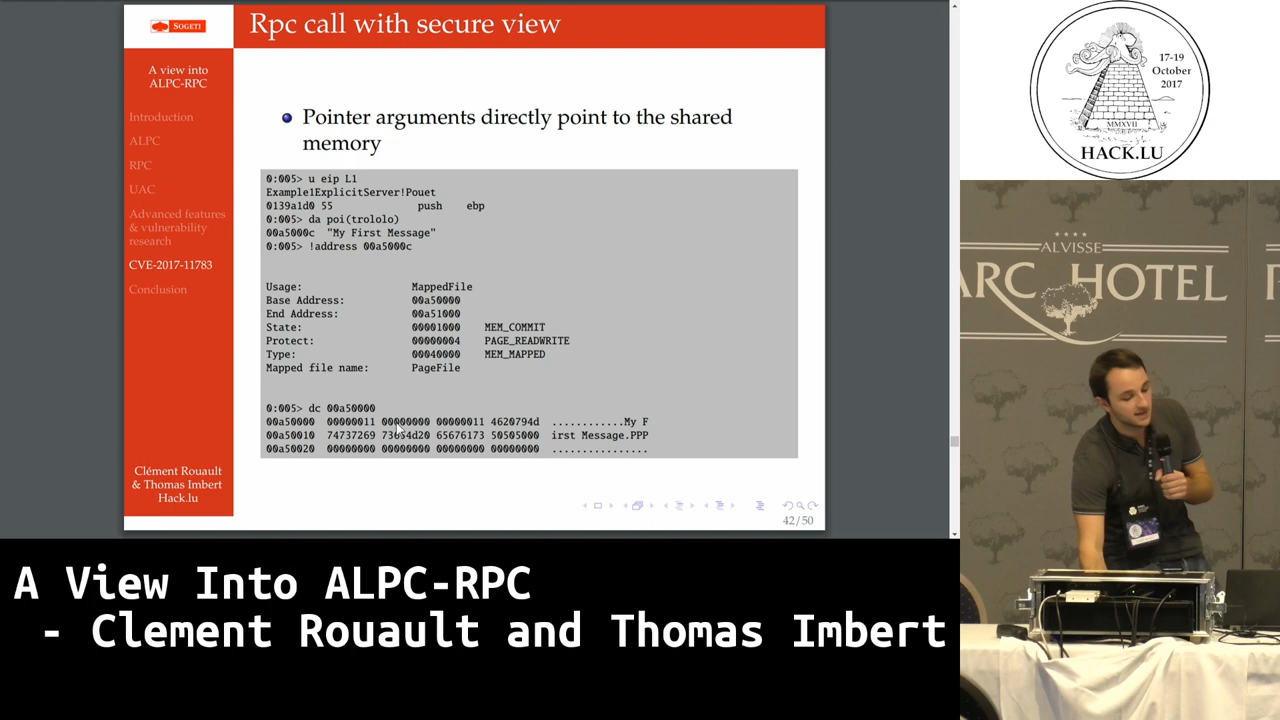 SOGETI
Rpc call with secure view
A view into
ALPC-RPC
Introduction
ALPC
RPC
UAC
Advanced features
& vulnerability
research
CVE-2017-11783
Conclusion
Clément Rouault
& Thomas Imbert
Hack.lu
Pointer arguments directly point to the shared
memory
0:005> u eip L1
Example1ExplicitServer!Pouet
0139a1d0 55 push ebp
0:005> da poi(trololo)
00a5000c "My First Message"
0:005> !address 00a5000c
Usage: MappedFile
Base Address: 00a50000
End Address: 00a51000
State: 00001000 MEM_COMMIT
Protect: 00000004 PAGE_READWRITE
Type: 00040000 MEM_MAPPED
Mapped file name: PageFile
0:005> dc 00a50000
00a50000 00000011 00000000 00000011 4620794d ............My F
00a50010 74737269 73654d20 65676173 50505000 irst Message.PPP
00a50020 00000000 00000000 00000000 00000000 ................
42/50
17-19
October
2017
MMXVII
HACK.LU
ALVISSE
ARC HOTEL
A View Into ALPC-RPC
- Clement Rouault and Thomas Imbert